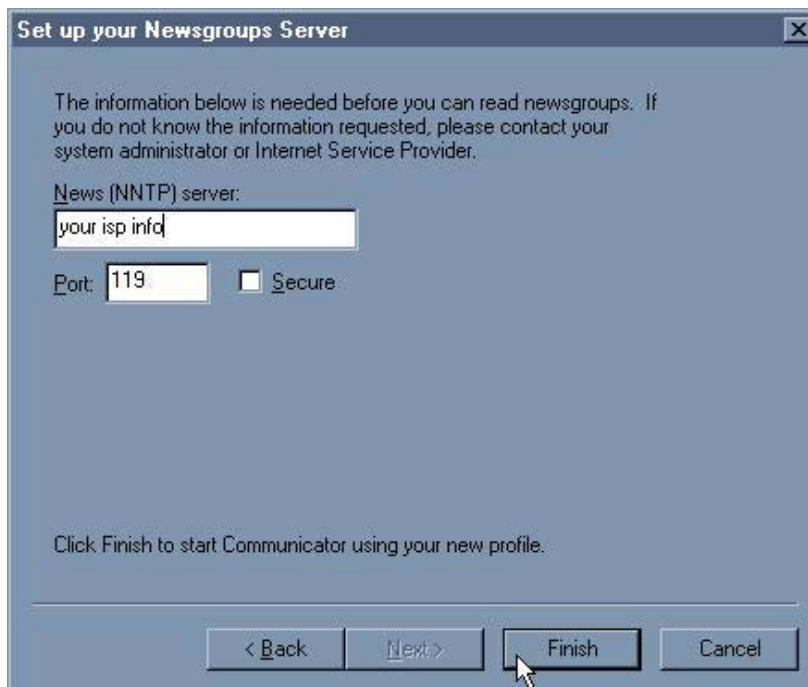 Set up your Newsgroups Server
The information below is needed before you can read newsgroups. If
you do not know the information requested, please contact your
system administrator or Internet Service Provider.
News (NNTP) server:
your isp info
Port: 119 Secure
Click Finish to start Communicator using your new profile.
< Back Next > Finish Cancel